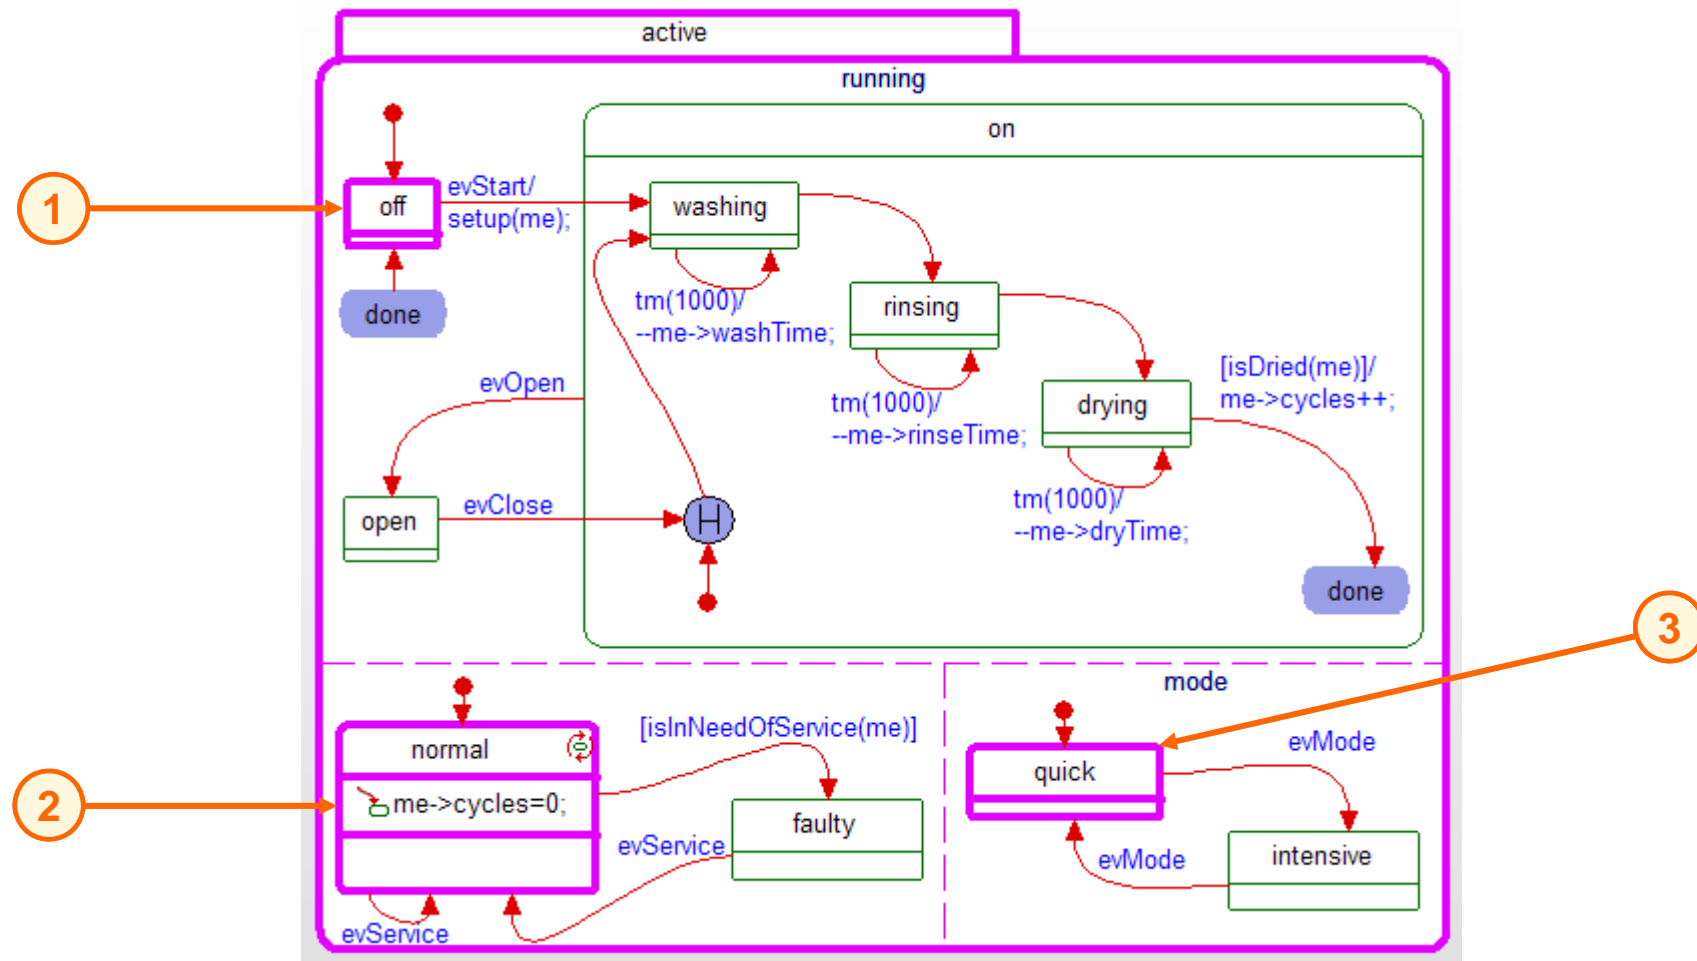 active
running
on
off
evStart/
setup(me);
washing
1
done
tm(1000)/
--me->washTime;
rinsing
evOpen
tm(1000)/
--me->rinseTime;
drying
[isDried(me)]/
me->cycles++;
open
evClose
H
tm(1000)/
--me->dryTime;
done
3
mode
normal
[isInNeedOfService(me)]
me->cycles=0;
2
faulty
evService
evService
quick
evMode
evMode
intensive